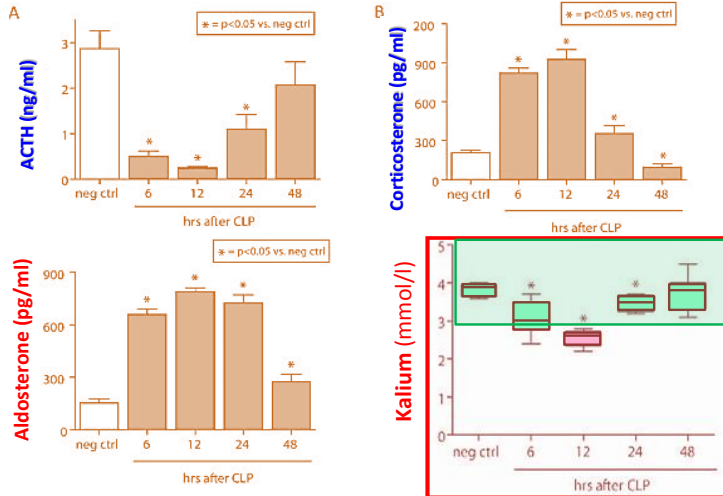 A
* = p<0.05 vs. neg ctrl
ACTH (ng/ml)
3
2
1
0
neg ctrl
6
12
24
48
*
*
*
hrs after CLP
B
* = p<0.05 vs. neg ctrl
Corticosterone (pg/ml)
1200
900
600
300
0
neg ctrl
6
12
24
48
*
*
*
*
hrs after CLP
* = p<0.05 vs. neg ctrl
Aldosterone (pg/ml)
900
600
300
0
neg ctrl
6
12
24
48
*
*
*
*
hrs after CLP
Kalium (mmol/l)
5
4
3
2
1
0
neg ctrl
6
12
24
48
*
*
*
hrs after CLP